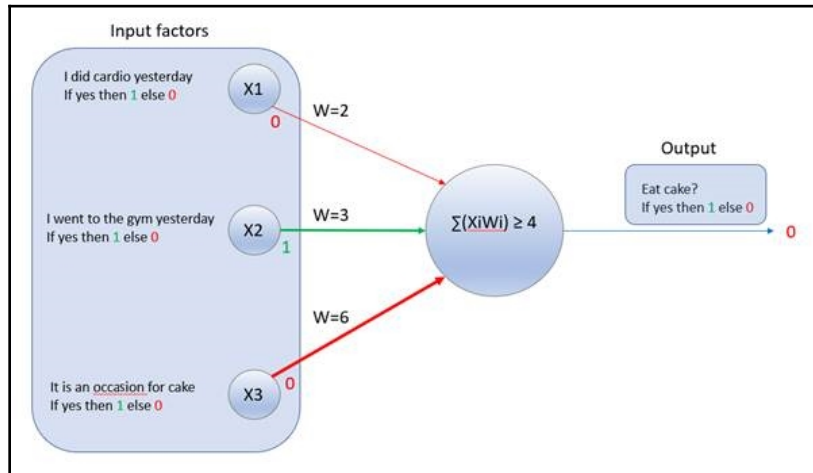 Input factors
I did cardio yesterday
If yes then 1 else 0
X1
0
W=2
I went to the gym yesterday
If yes then 1 else 0
X2
1
W=3
∑(XiWi) ≥ 4
Output
Eat cake?
If yes then 1 else 0
0
W=6
It is an occasion for cake
If yes then 1 else 0
X3
0